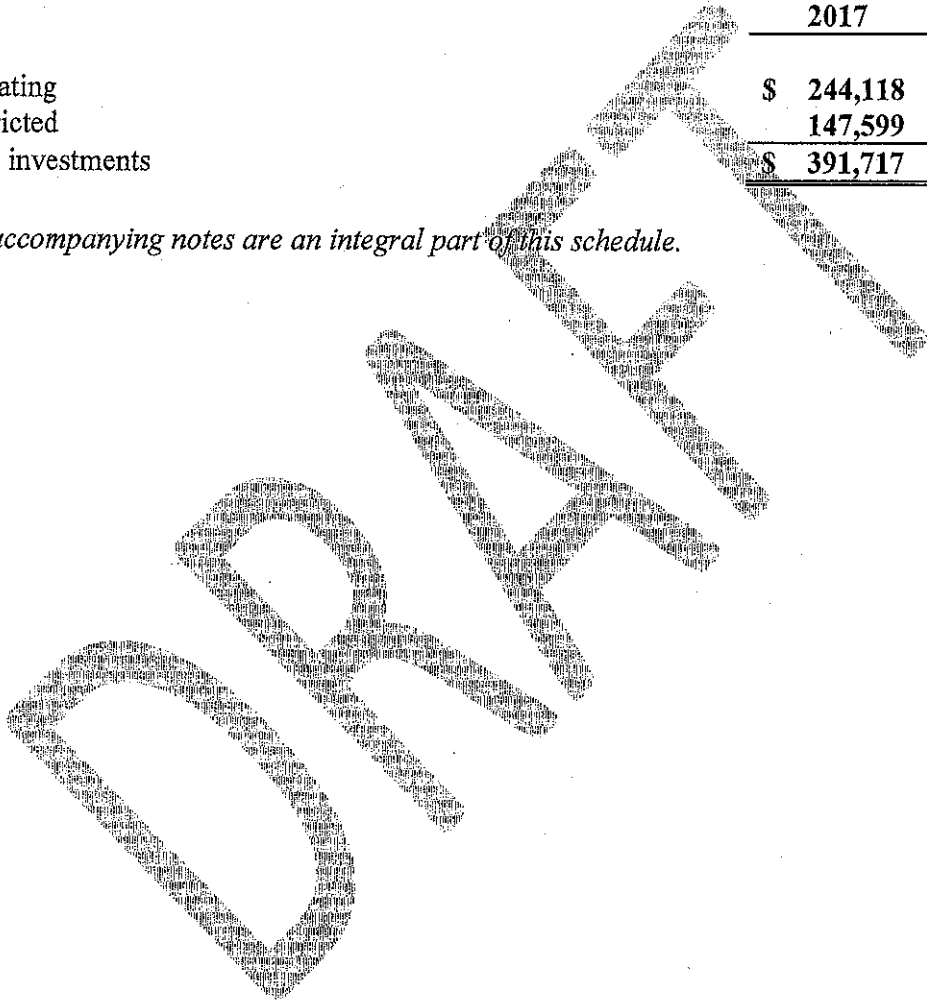 2017
ating $ 244,118
icted 147,599
investments $ 391,717
accompanying notes are an integral part of this schedule.
DRAFT